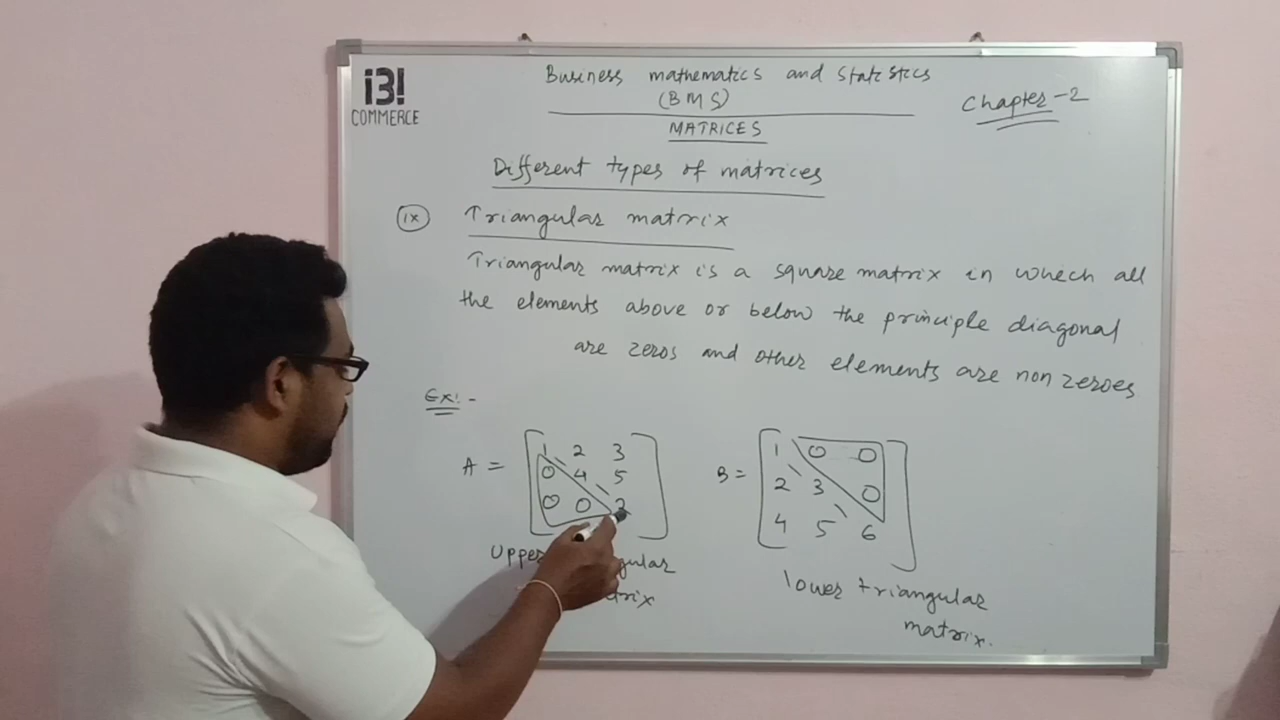 i3!
COMMERCE
Business mathematics and statistics
(BMS)
Chapter-2
MATRICES
Different types of matrices
ix Triangular matrix
Triangular matrix is a square matrix in which all
the elements above or below the principle diagonal
are zeros and other elements are non zeroes
Ex:-
A = [1 2 3
0 4 5
0 0 2]
B = [1 0 0
2 3 0
4 5 6]
Upper gular
trix
lower triangular
matrix.